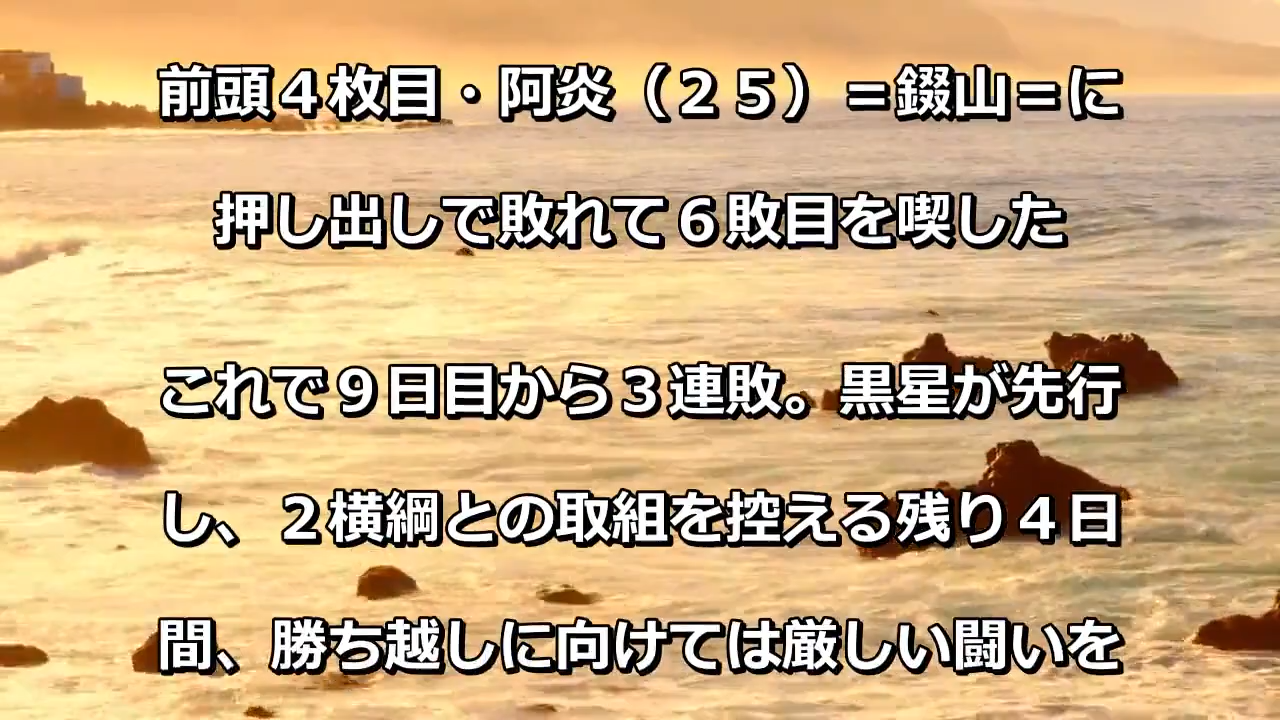 前頭４枚目・阿炎（２５）＝錣山＝に
押し出しで敗れて６敗目を喫した
これで９日目から３連敗。黒星が先行
し、２横綱との取組を控える残り４日
間、勝ち越しに向けては厳しい闘いを